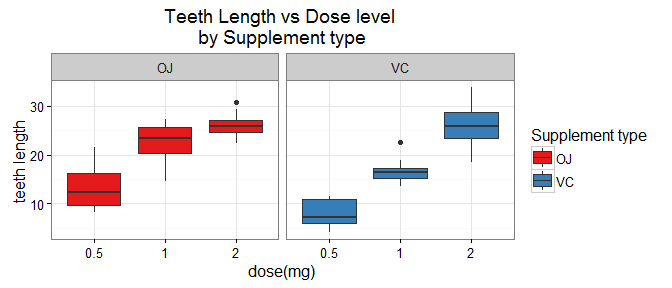 Teeth Length vs Dose level
by Supplement type
OJ
VC
teeth length
30
20
10
0.5
1
2
0.5
1
2
dose(mg)
Supplement type
OJ
VC